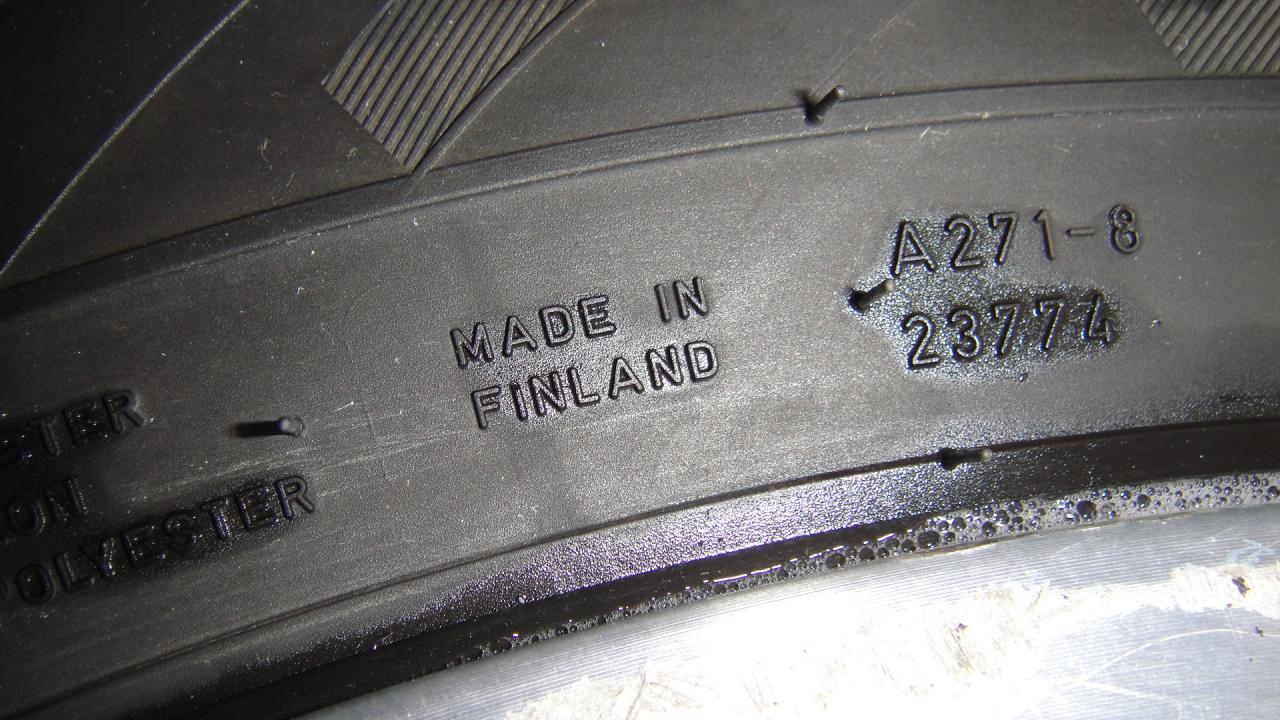 POLYESTER
MADE IN
FINLAND
A271-8
23774